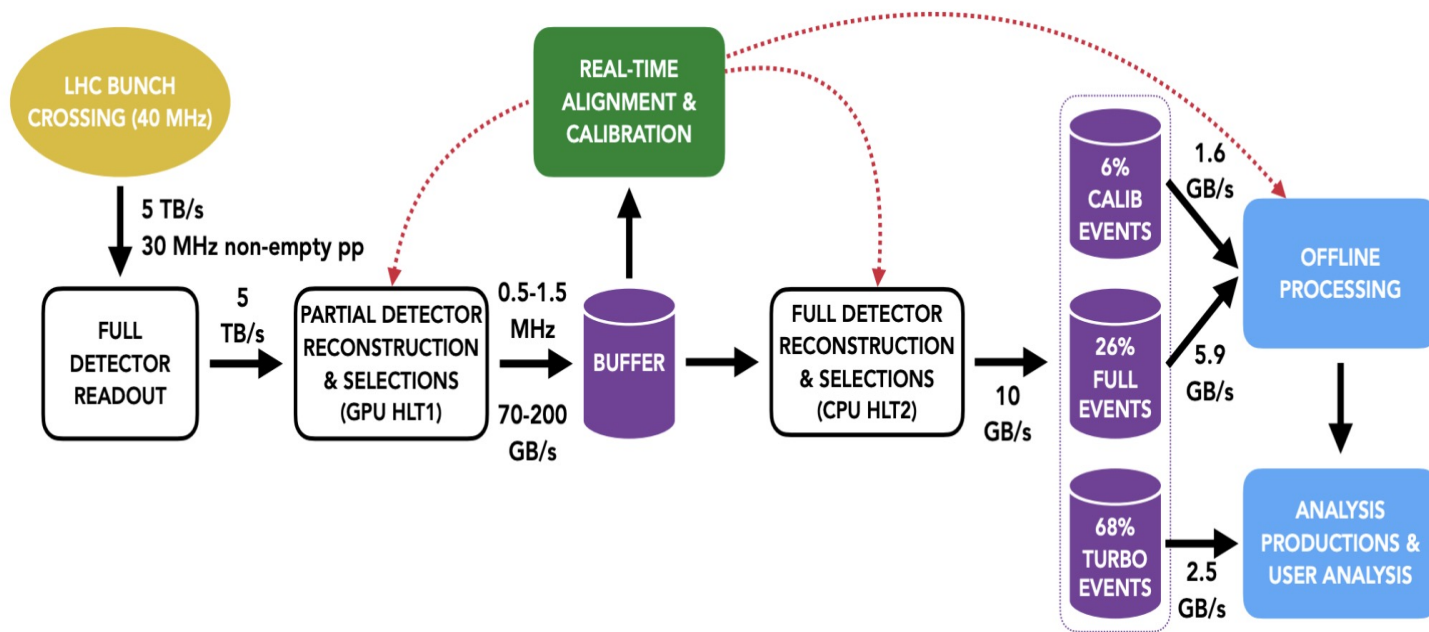 LHC BUNCH
CROSSING (40 MHz)
5 TB/s
30 MHz non-empty pp
FULL
DETECTOR
READOUT
5
TB/s
PARTIAL DETECTOR
RECONSTRUCTION
& SELECTIONS
(GPU HLT1)
0.5-1.5
MHz
70-200
GB/s
REAL-TIME
ALIGNMENT &
CALIBRATION
BUFFER
FULL DETECTOR
RECONSTRUCTION
& SELECTIONS
(CPU HLT2)
10
GB/s
6%
CALIB
EVENTS
1.6
GB/s
26%
FULL
EVENTS
5.9
GB/s
68%
TURBO
EVENTS
2.5
GB/s
OFFLINE
PROCESSING
ANALYSIS
PRODUCTIONS &
USER ANALYSIS